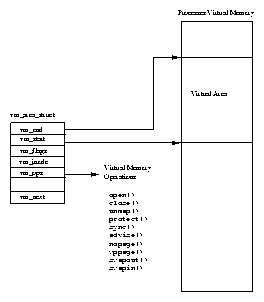 Processes Virtual Memory
Virtual Area
vm_area_struct
vm_end
vm_start
vm_flags
vm_inode
vm_ops
vm_next
Virtual Memory
Operations
open()
close()
unmap()
protect()
sync()
advise()
nopage()
wppage()
swapout()
swapin()